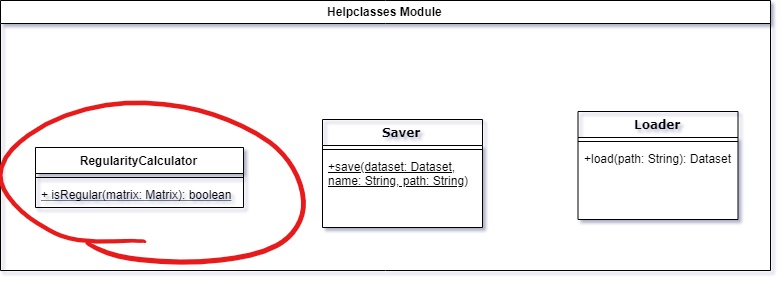 Helpclasses Module
RegularityCalculator
+ isRegular(matrix: Matrix): boolean
Saver
+save(dataset: Dataset,
name: String, path: String)
Loader
+load(path: String): Dataset